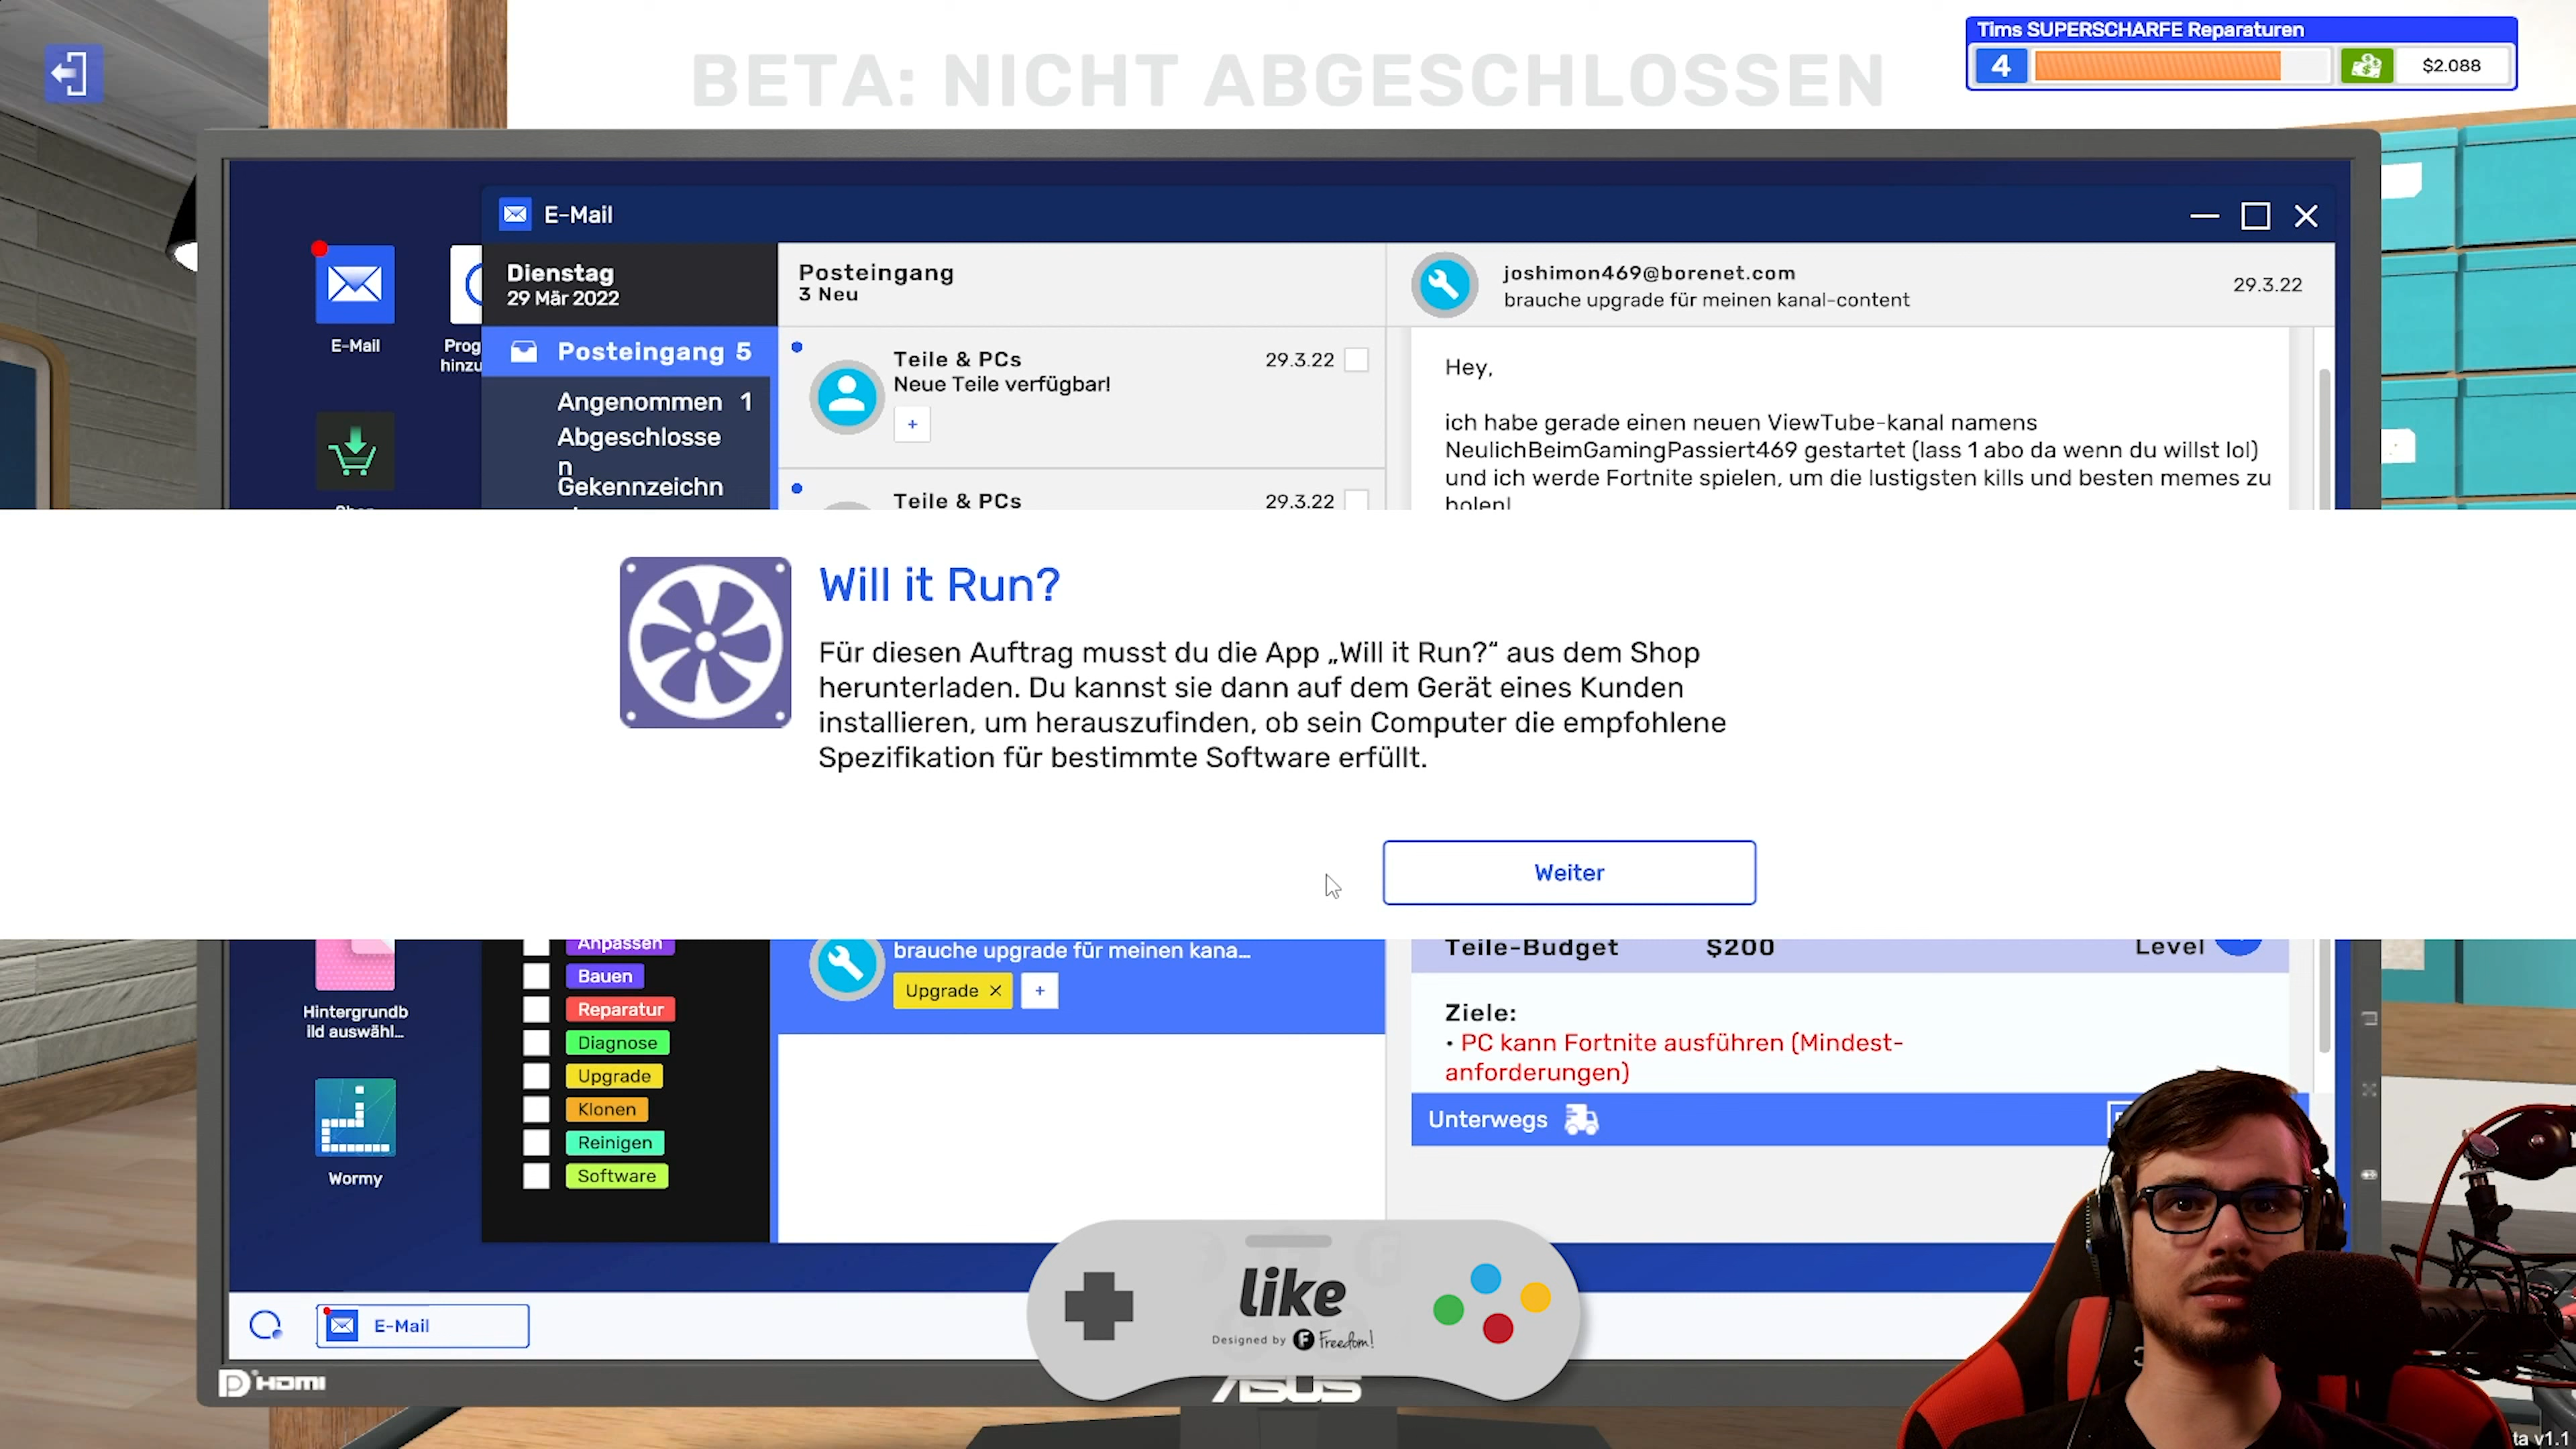 BETA: NICHT ABGESCHLOSSEN
Tims SUPERSCHARFE Reparaturen
4
$2.088
E-Mail
E-Mail
Prog
hinzu
Dienstag
29 Mär 2022
Posteingang 5
Angenommen 1
Abgeschlosse
n
Gekennzeichn
Posteingang
3 Neu
Teile & PCs
29.3.22
Neue Teile verfügbar!
+
Teile & PCs
29.3.22
joshimon469@borenet.com
brauche upgrade für meinen kanal-content
29.3.22
Hey,
ich habe gerade einen neuen ViewTube-kanal namens
NeulichBeimGamingPassiert469 gestartet (lass 1 abo da wenn du willst lol)
und ich werde Fortnite spielen, um die lustigsten kills und besten memes zu
holen!
Will it Run?
Für diesen Auftrag musst du die App „Will it Run?“ aus dem Shop
herunterladen. Du kannst sie dann auf dem Gerät eines Kunden
installieren, um herauszufinden, ob sein Computer die empfohlene
Spezifikation für bestimmte Software erfüllt.
Weiter
Hintergrundb
ild auswähl...
Wormy
Anpassen
Bauen
Reparatur
Diagnose
Upgrade
Klonen
Reinigen
Software
brauche upgrade für meinen kana...
Upgrade ×
+
Teile-Budget $200
Level
Ziele:
• PC kann Fortnite ausführen (Mindest-
anforderungen)
Unterwegs
E-Mail
like
Designed by F Freedom!
HDMI
ASUS
ta v1.1